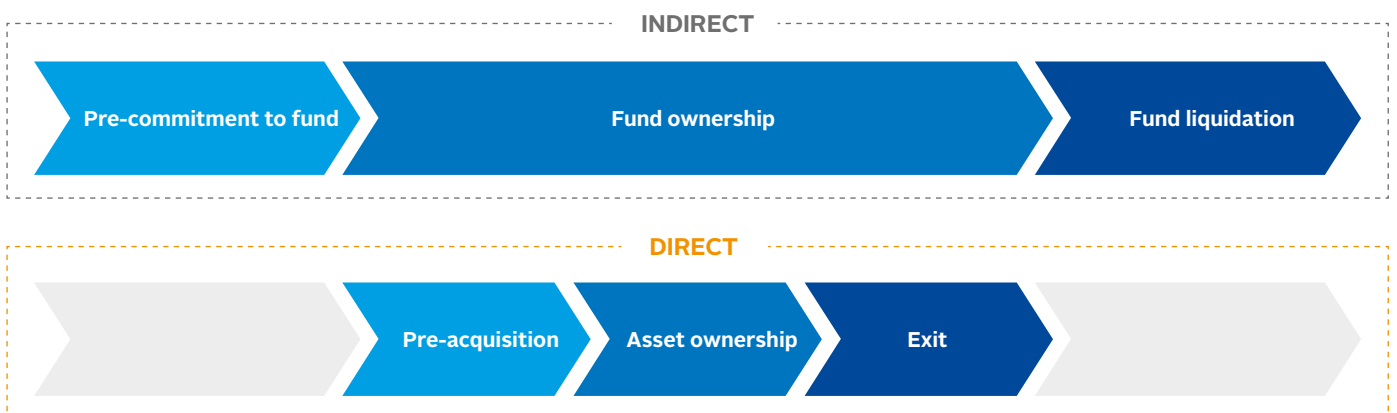 INDIRECT
Pre-commitment to fund
Fund ownership
Fund liquidation
DIRECT
Pre-acquisition
Asset ownership
Exit